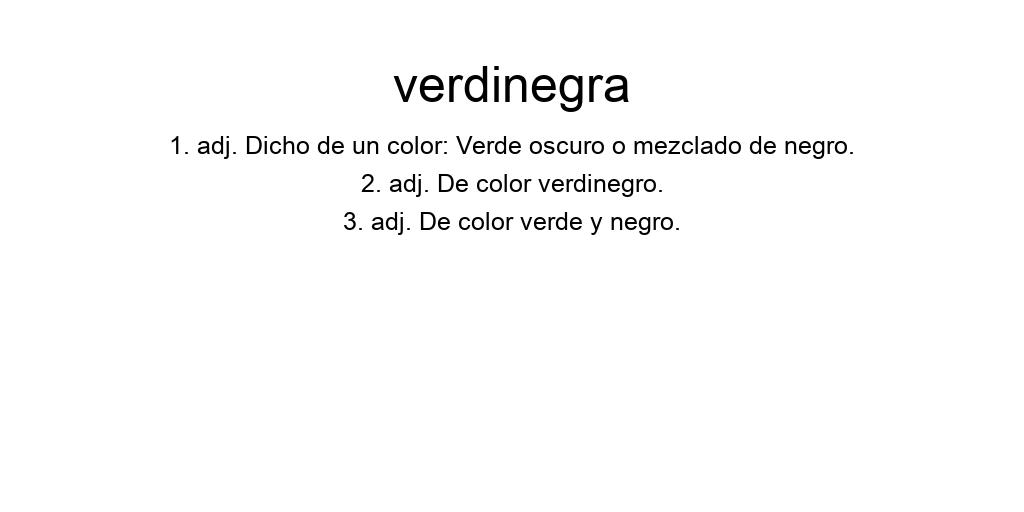 verdinegra
1. adj. Dicho de un color: Verde oscuro o mezclado de negro.
2. adj. De color verdinegro.
3. adj. De color verde y negro.